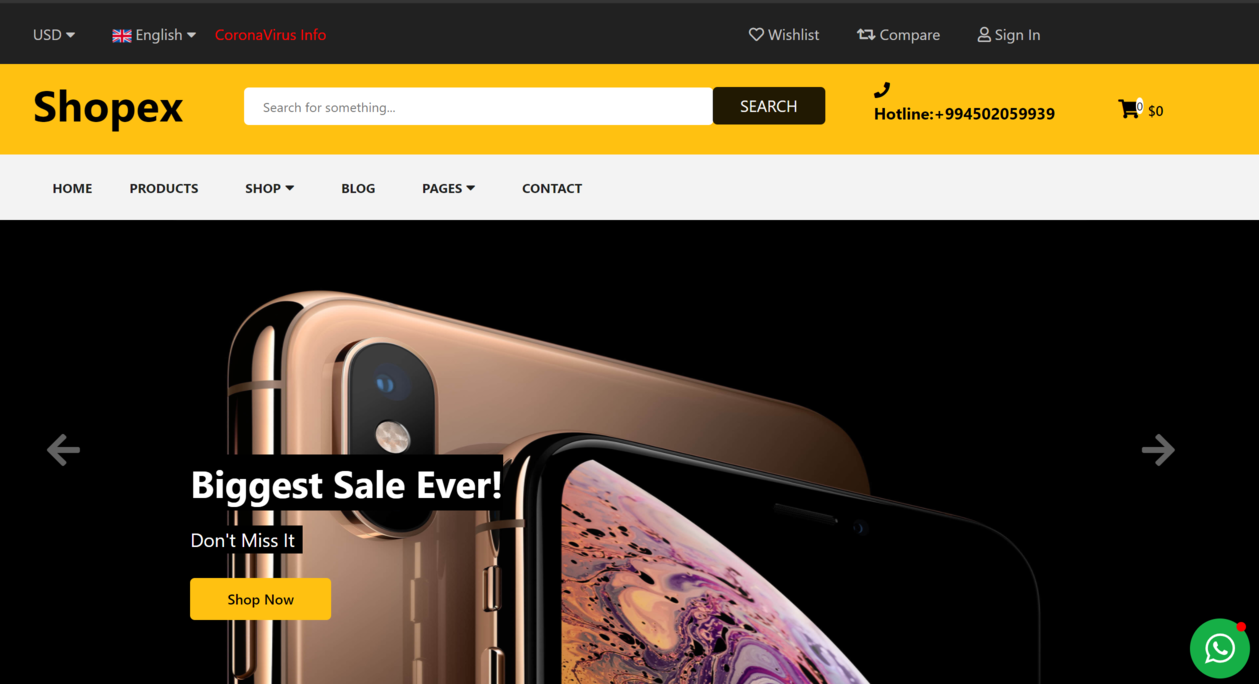 USD English CoronaVirus Info Wishlist Compare Sign In
Shopex Search for something... SEARCH Hotline:+994502059939 0 $0
HOME PRODUCTS SHOP BLOG PAGES CONTACT
Biggest Sale Ever!
Don't Miss It
Shop Now